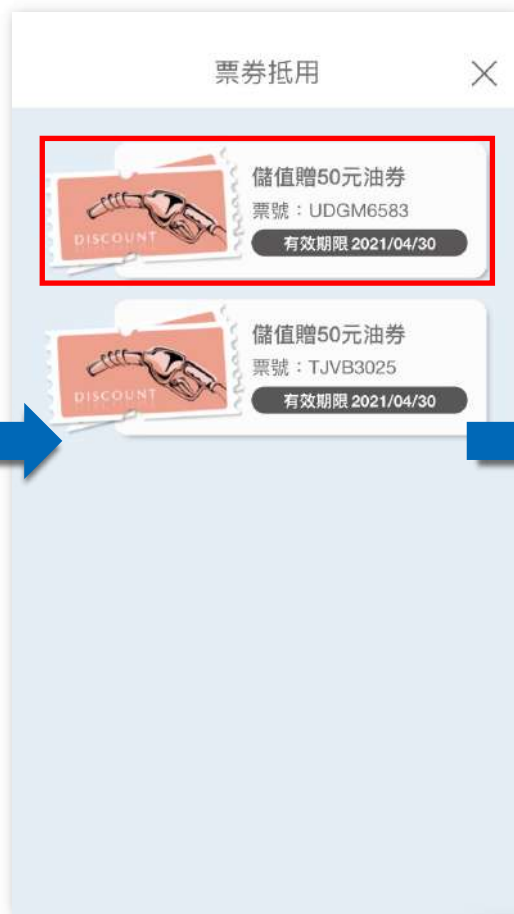 票券抵用
儲值贈50元油券
票號：UDGM6583
有效期限 2021/04/30
DISCOUNT
儲值贈50元油券
票號：TJVB3025
有效期限 2021/04/30
DISCOUNT